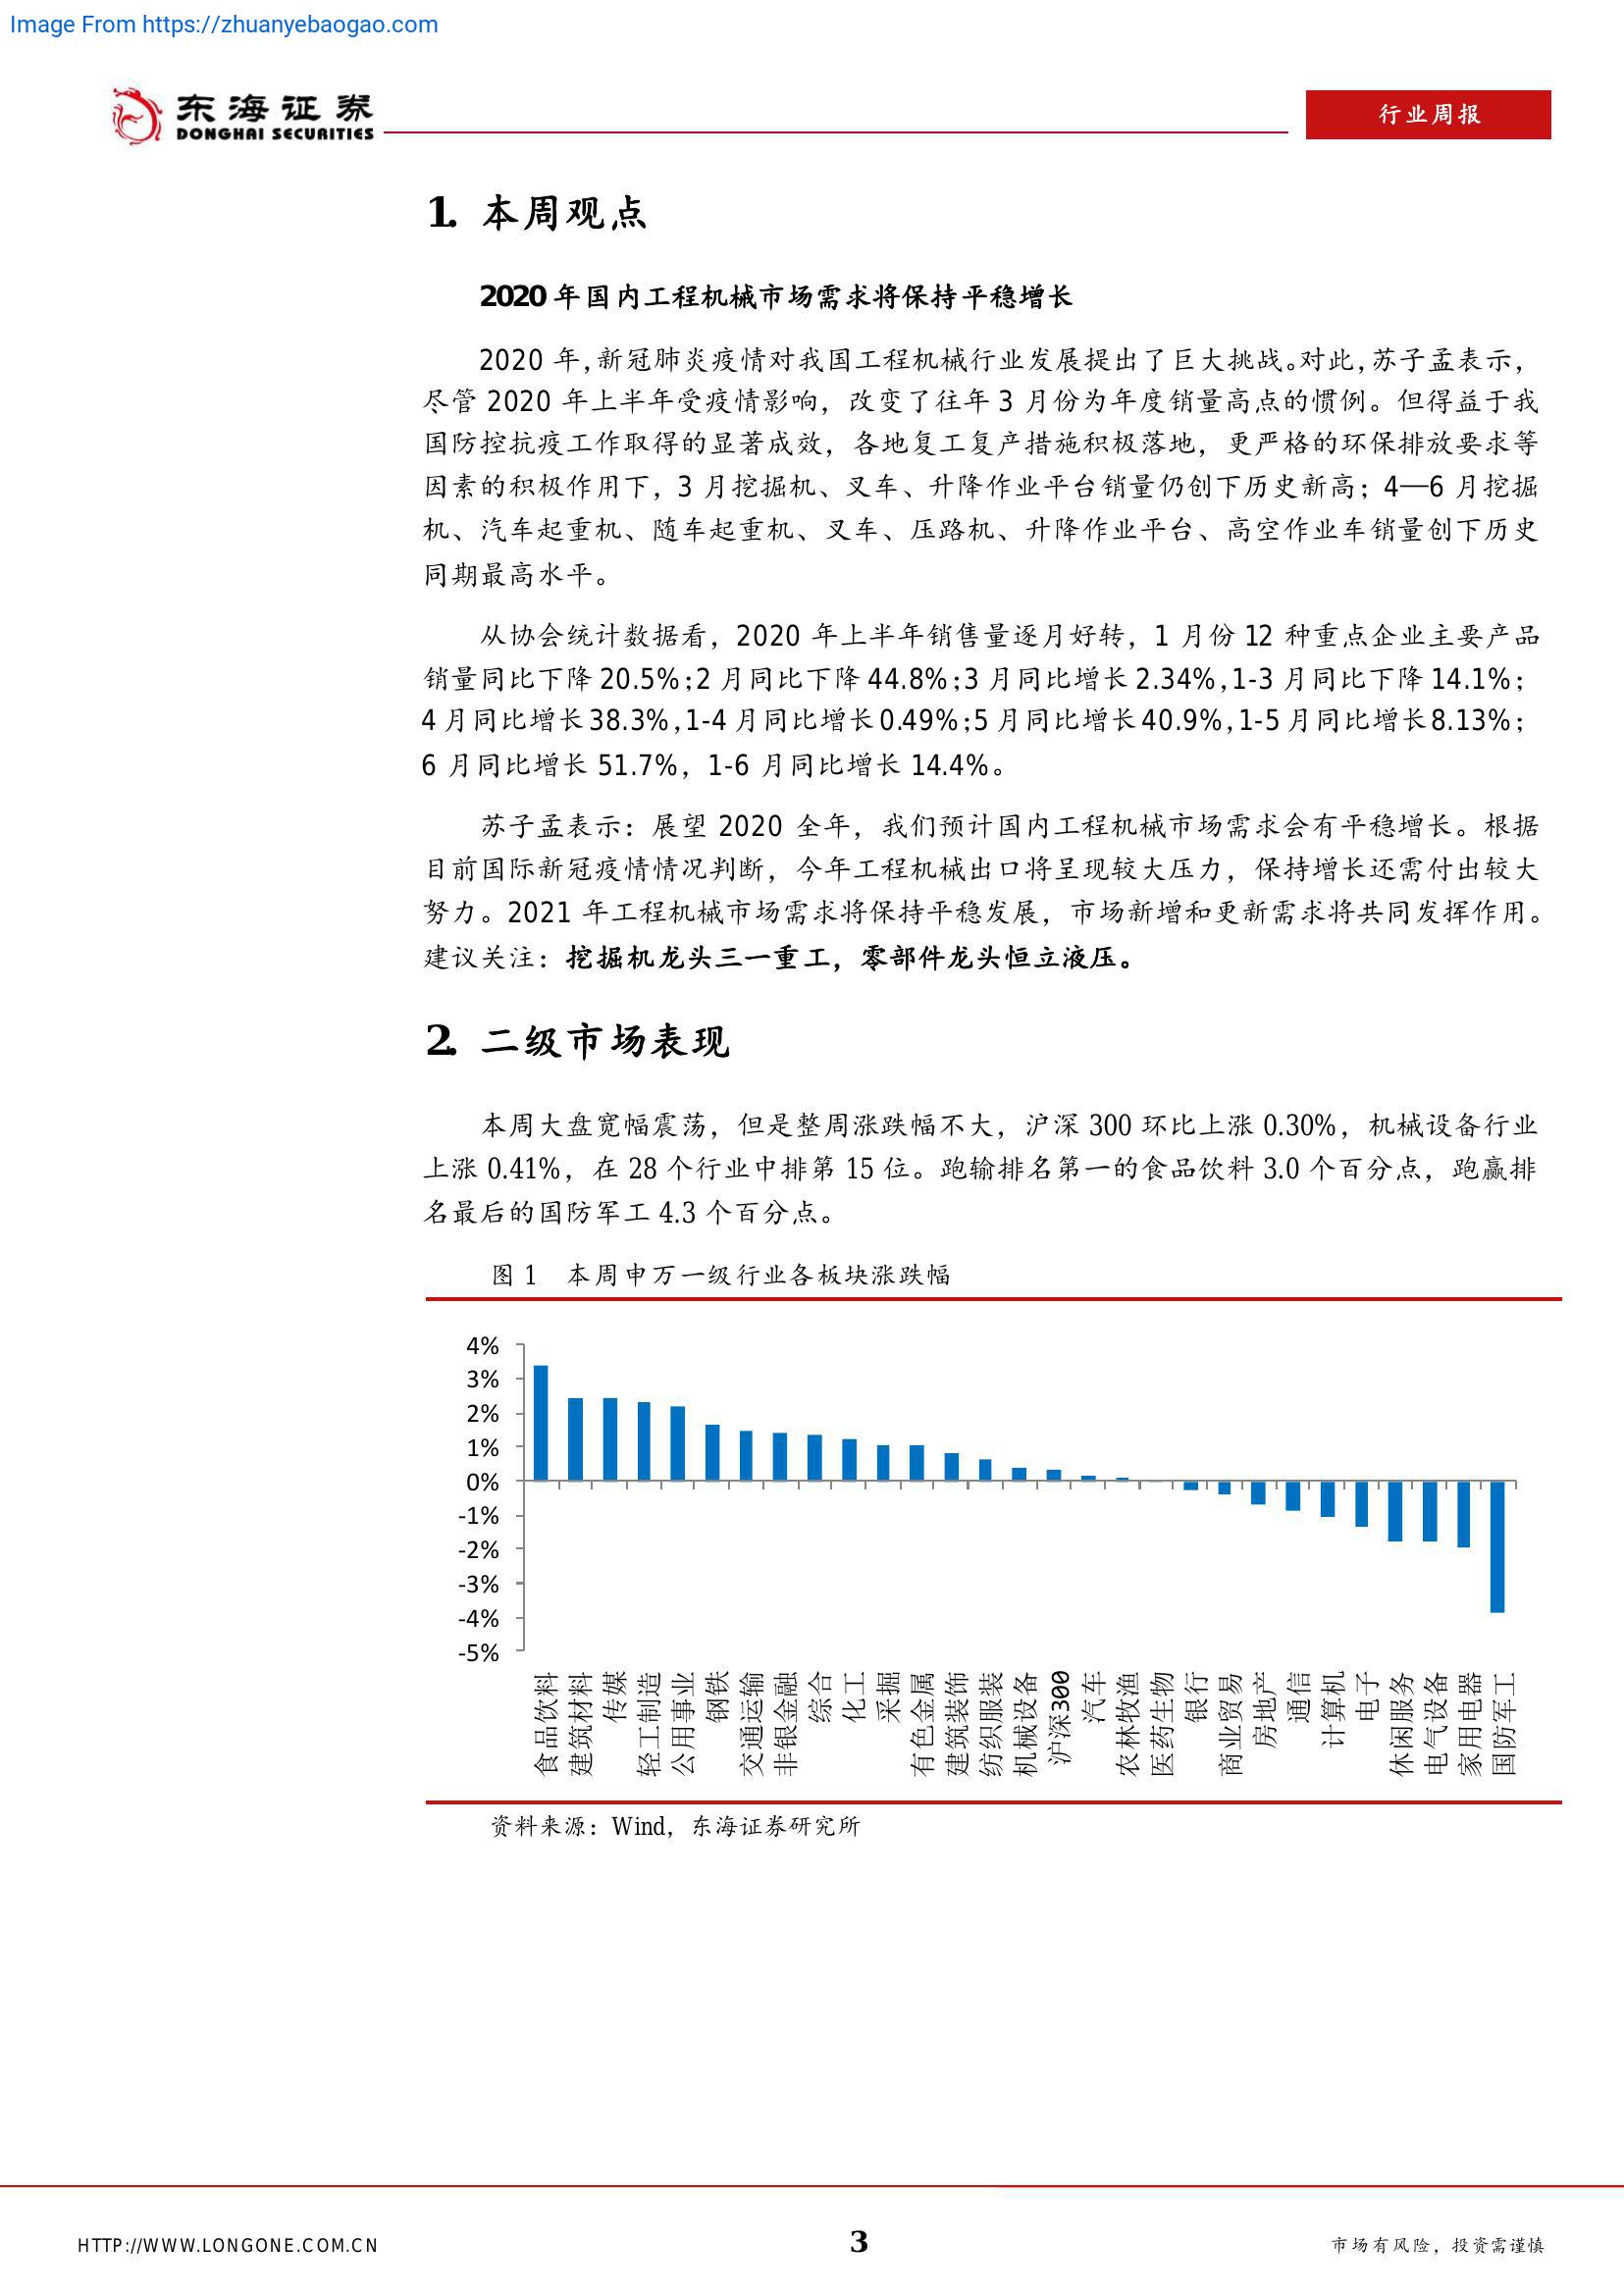 Image From https://zhuanyebaogao.com
东海证券
DONGHAI SECURITIES
行业周报
1. 本周观点
2020 年国内工程机械市场需求将保持平稳增长
2020 年，新冠肺炎疫情对我国工程机械行业发展提出了巨大挑战。对此，苏子孟表示，
尽管 2020 年上半年受疫情影响，改变了往年 3 月份为年度销量高点的惯例。但得益于我
国防控抗疫工作取得的显著成效，各地复工复产措施积极落地，更严格的环保排放要求等
因素的积极作用下，3 月挖掘机、叉车、升降作业平台销量仍创下历史新高；4—6 月挖掘
机、汽车起重机、随车起重机、叉车、压路机、升降作业平台、高空作业车销量创下历史
同期最高水平。
从协会统计数据看，2020 年上半年销售量逐月好转，1 月份 12 种重点企业主要产品
销量同比下降 20.5%;2 月同比下降 44.8%;3 月同比增长 2.34%,1-3 月同比下降 14.1%;
4 月同比增长 38.3%,1-4 月同比增长 0.49%;5 月同比增长 40.9%,1-5 月同比增长 8.13%;
6 月同比增长 51.7%，1-6 月同比增长 14.4%。
苏子孟表示：展望 2020 全年，我们预计国内工程机械市场需求会有平稳增长。根据
目前国际新冠疫情情况判断，今年工程机械出口将呈现较大压力，保持增长还需付出较大
努力。2021 年工程机械市场需求将保持平稳发展，市场新增和更新需求将共同发挥作用。
建议关注：挖掘机龙头三一重工，零部件龙头恒立液压。
2. 二级市场表现
本周大盘宽幅震荡，但是整周涨跌幅不大，沪深 300 环比上涨 0.30%，机械设备行业
上涨 0.41%，在 28 个行业中排第 15 位。跑输排名第一的食品饮料 3.0 个百分点，跑赢排
名最后的国防军工 4.3 个百分点。
图 1 本周申万一级行业各板块涨跌幅
4%
3%
2%
1%
0%
-1%
-2%
-3%
-4%
-5%
食品饮料
建筑材料
传媒
轻工制造
公用事业
钢铁
交通运输
非银金融
综合
化工
采掘
有色金属
建筑装饰
纺织服装
机械设备
沪深300
汽车
农林牧渔
医药生物
银行
商业贸易
房地产
通信
计算机
电子
休闲服务
电气设备
家用电器
国防军工
资料来源：Wind，东海证券研究所
HTTP://WWW.LONGONE.COM.CN
3
市场有风险，投资需谨慎